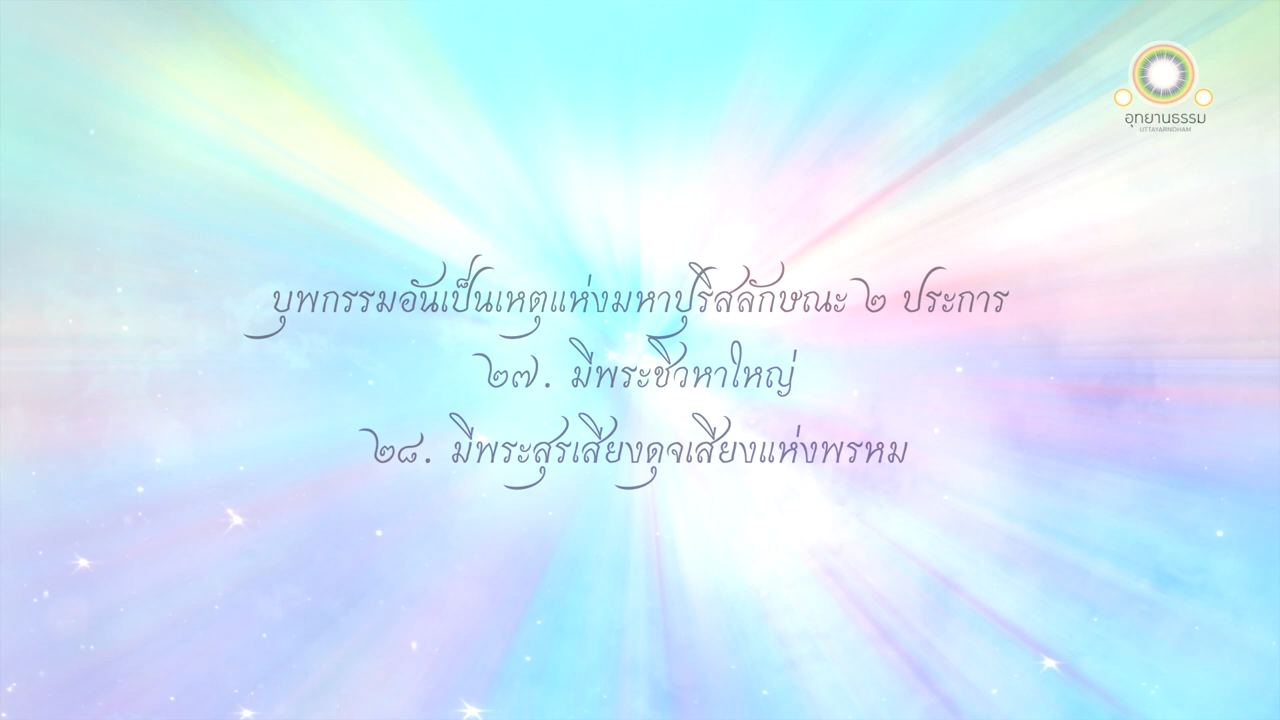 อุทยานธรรม
UTTAYARNDHAM
บุพกรรมอันเป็นเหตุแห่งมหาปุริสลักษณะ ๒ ประการ
๒๗. มีพระชิวหาใหญ่
๒๘. มีพระสุรเสียงดุจเสียงแห่งพรหม